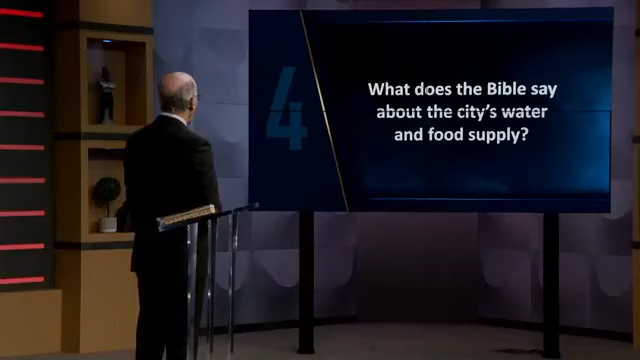 4
What does the Bible say
about the city's water
and food supply?